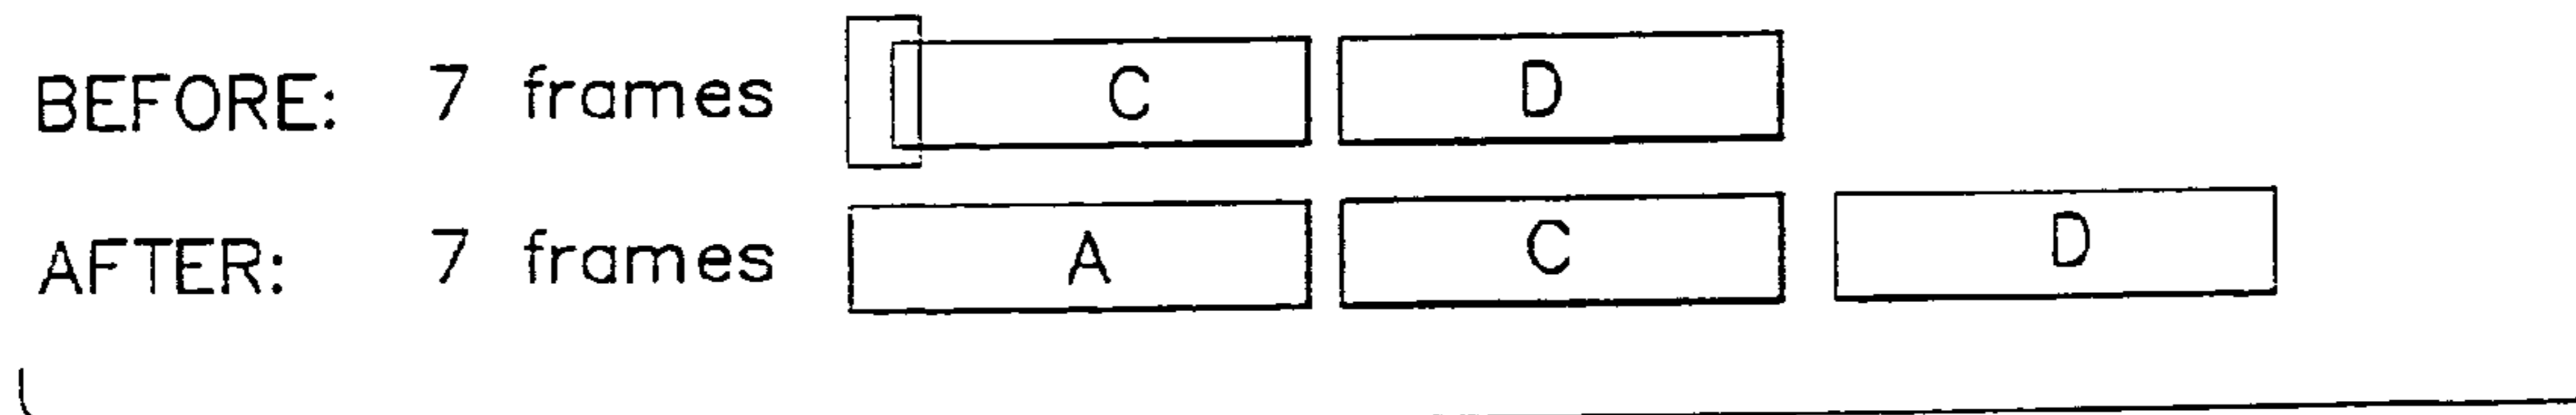 BEFORE: 7 frames C D
AFTER: 7 frames A C D